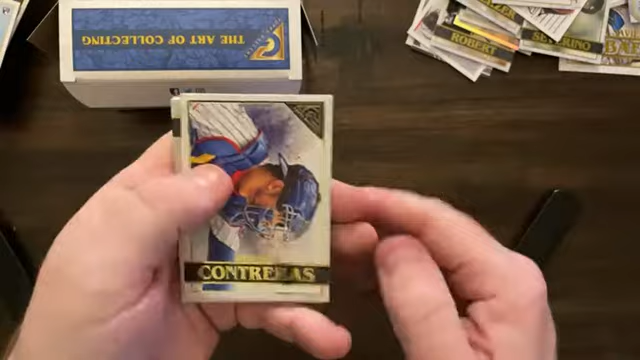 THE ART OF COLLECTING
ROBERT
SEVERINO
CONTRERAS